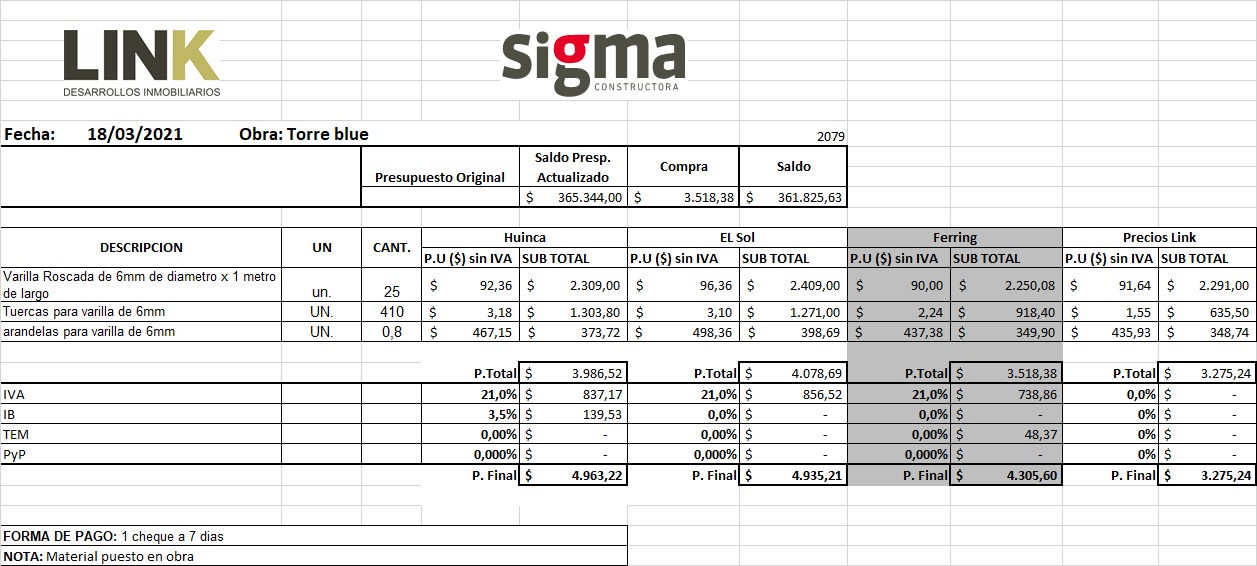 LINK
DESARROLLOS INMOBILIARIOS
sigma
CONSTRUCTORA
Fecha: 18/03/2021 Obra: Torre blue 2079
Presupuesto Original Saldo Presp. Actualizado Compra Saldo
$ 365.344,00 $ 3.518,38 $ 361.825,63
DESCRIPCION UN CANT. Huinca EL Sol Ferring Precios Link
P.U ($) sin IVA SUB TOTAL P.U ($) sin IVA SUB TOTAL P.U ($) sin IVA SUB TOTAL P.U ($) sin IVA SUB TOTAL
Varilla Roscada de 6mm de diametro x 1 metro
de largo un. 25 $ 92,36 $ 2.309,00 $ 96,36 $ 2.409,00 $ 90,00 $ 2.250,08 $ 91,64 $ 2.291,00
Tuercas para varilla de 6mm UN. 410 $ 3,18 $ 1.303,80 $ 3,10 $ 1.271,00 $ 2,24 $ 918,40 $ 1,55 $ 635,50
arandelas para varilla de 6mm UN. 0,8 $ 467,15 $ 373,72 $ 498,36 $ 398,69 $ 437,38 $ 349,90 $ 435,93 $ 348,74
P.Total $ 3.986,52 P.Total $ 4.078,69 P.Total $ 3.518,38 P.Total $ 3.275,24
IVA 21,0% $ 837,17 21,0% $ 856,52 21,0% $ 738,86 0,0% $ -
IB 3,5% $ 139,53 0,0% $ - 0,0% $ - 0% $ -
TEM 0,00% $ - 0,00% $ - 0,00% $ 48,37 0% $ -
PyP 0,000% $ - 0,000% $ - 0,000% $ - 0% $ -
P. Final $ 4.963,22 P. Final $ 4.935,21 P. Final $ 4.305,60 P. Final $ 3.275,24
FORMA DE PAGO: 1 cheque a 7 dias
NOTA: Material puesto en obra